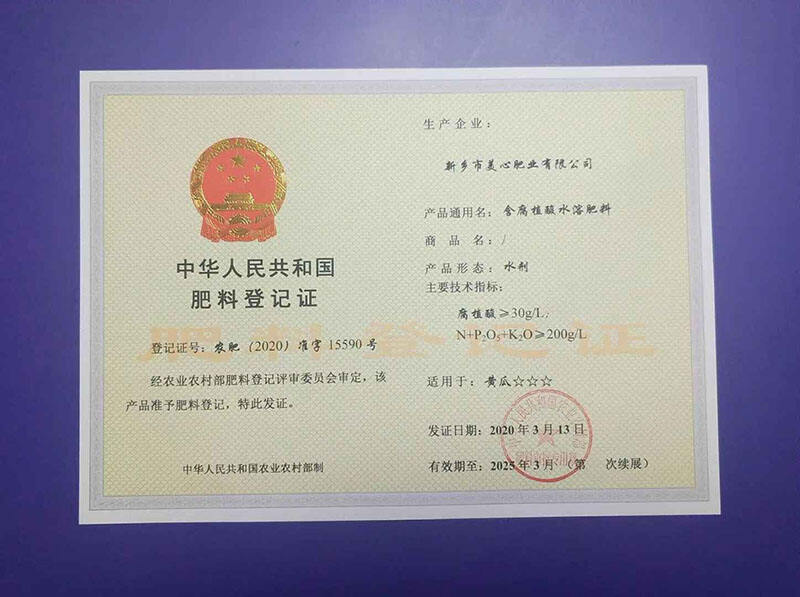 中华人民共和国
肥料登记证
登记证号：农肥（2020）准字15590号
经农业农村部肥料登记评审委员会审定，该
产品准予肥料登记，特此发证。
中华人民共和国农业农村部制
生产企业：
新乡市美心肥业有限公司
产品通用名：含腐植酸水溶肥料
商品名：/
产品形态：水剂
主要技术指标：
腐植酸≥30g/L；
N+P₂O₅+K₂O≥200g/L
适用于：黄瓜☆☆☆
发证日期：2020年3月13日
有效期至：2025年3月（第 次续展）
肥料登记证